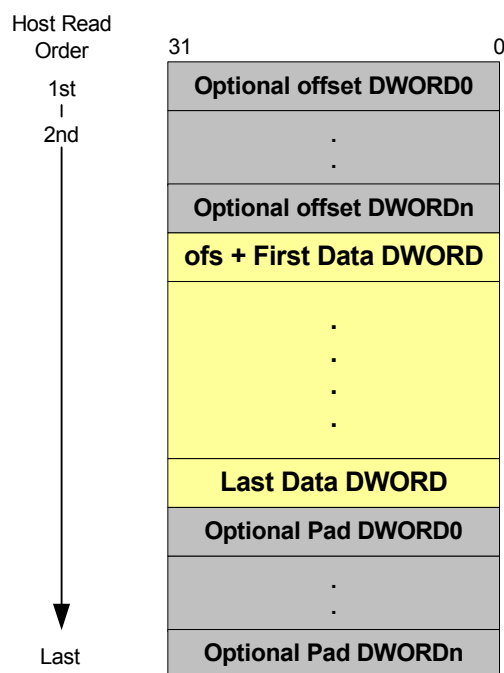 Host Read
Order
31 0
1st
Optional offset DWORD0
2nd
.
.
Optional offset DWORDn
ofs + First Data DWORD
.
.
.
.
Last Data DWORD
Optional Pad DWORD0
.
.
Last
Optional Pad DWORDn